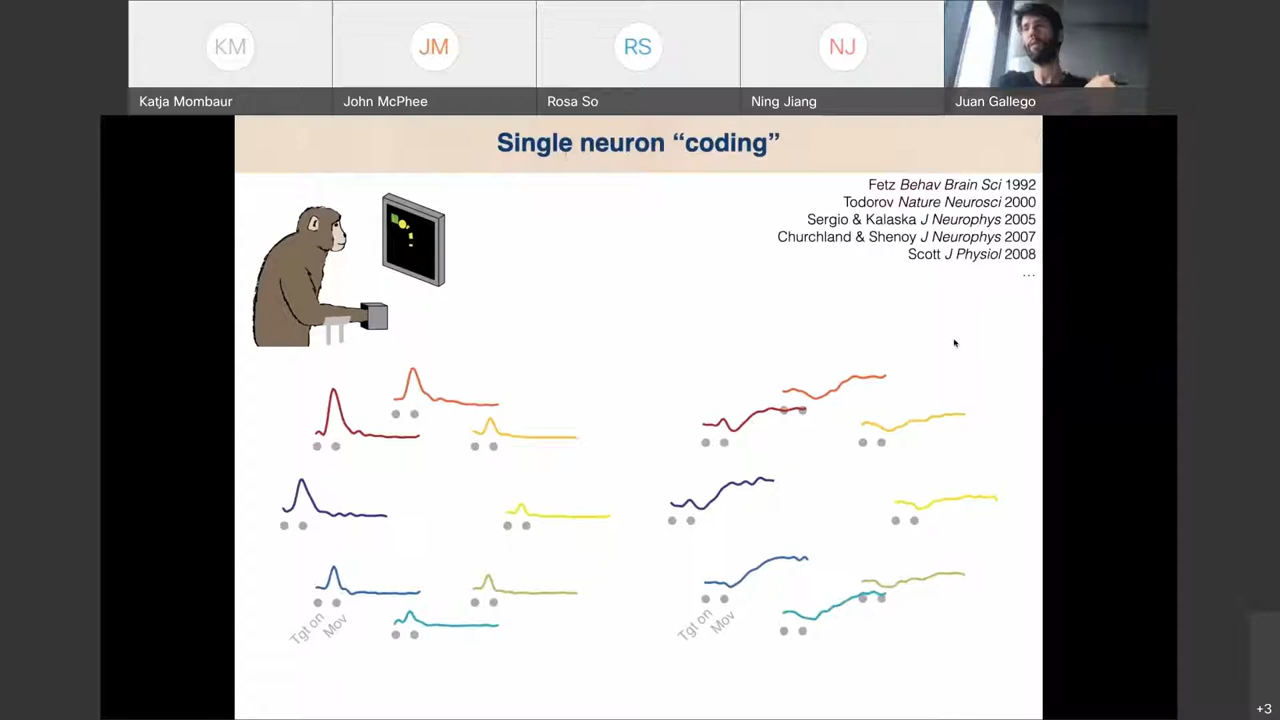 KM
JM
RS
NJ
Katja Mombaur
John McPhee
Rosa So
Ning Jiang
Juan Gallego
Single neuron “coding”
Fetz Behav Brain Sci 1992
Todorov Nature Neurosci 2000
Sergio & Kalaska J Neurophys 2005
Churchland & Shenoy J Neurophys 2007
Scott J Physiol 2008
...
Tgt on
Mov
Tgt on
Mov
+3